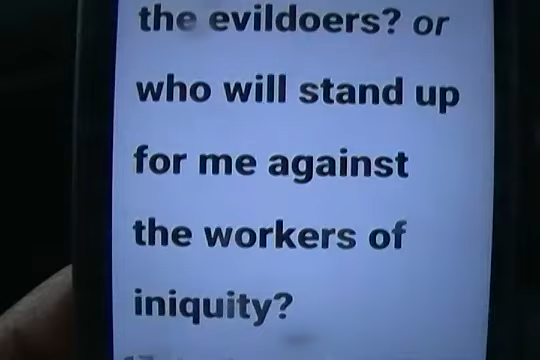 the evildoers? or
who will stand up
for me against
the workers of
iniquity?